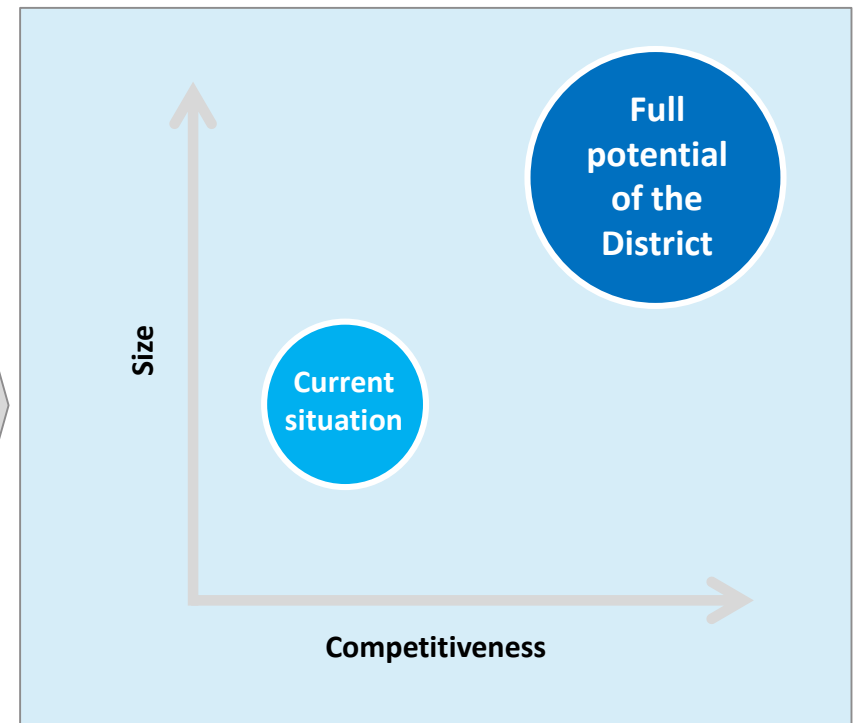 Full
potential
of the
District
Size
Current
situation
Competitiveness